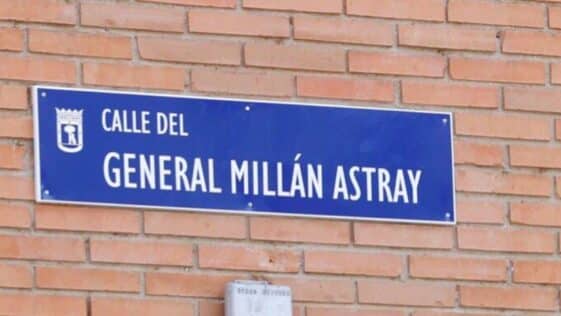 CALLE DEL
GENERAL MILLÁN ASTRAY